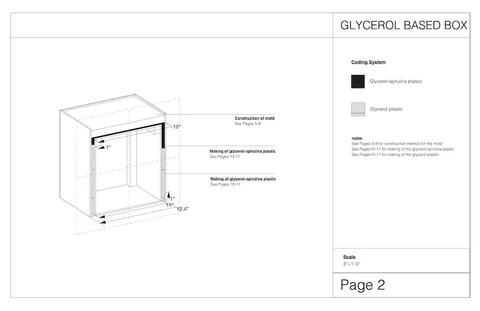 GLYCEROL BASED BOX
Coding System
Glycerol-spirulina plastic
Glycerol plastic
Construction of mold
See Pages 5-9
12"
1"
Making of glycerol-spirulina plastic
See Pages 10-11
notes
See Pages 5-9 for construction method for the mold
See Pages10-11 for making of the glycerol-spirulina plastic
See Pages10-11 for making of the glycerol plastic
Making of glycerol-spirulina plastic
See Pages 10-11
1"
11"
12.4"
Scale
3"=1'-0"
Page 2